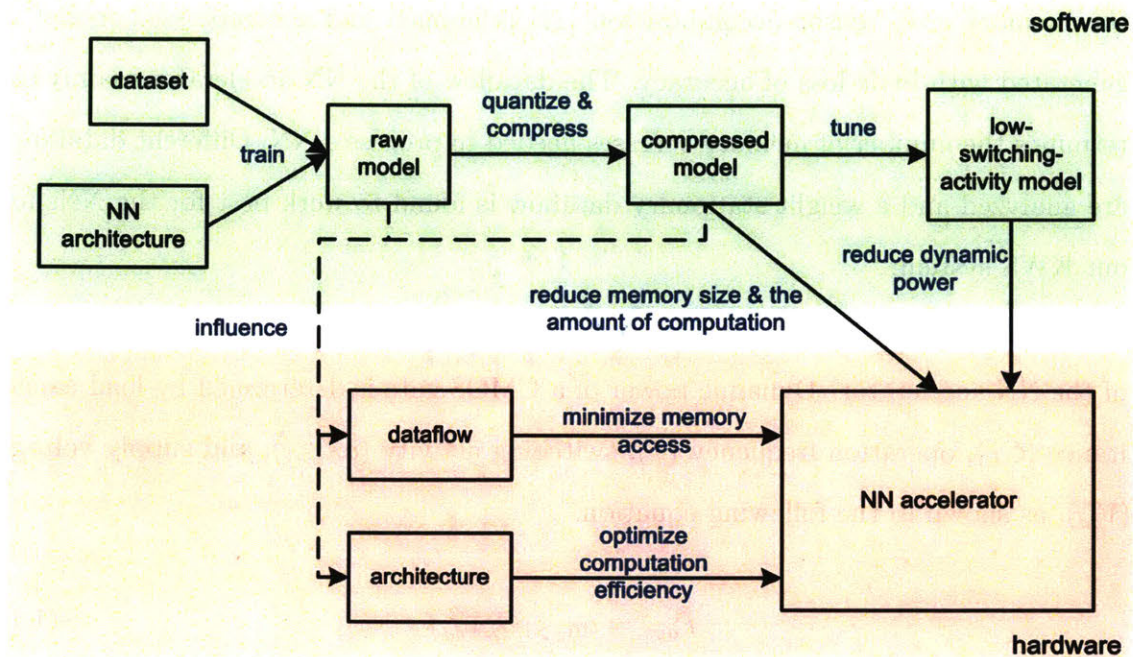 software
dataset
NN
architecture
train
raw
model
quantize &
compress
compressed
model
tune
low-
switching-
activity model
reduce dynamic
power
reduce memory size & the
amount of computation
influence
dataflow
minimize memory
access
architecture
optimize
computation
efficiency
NN accelerator
hardware